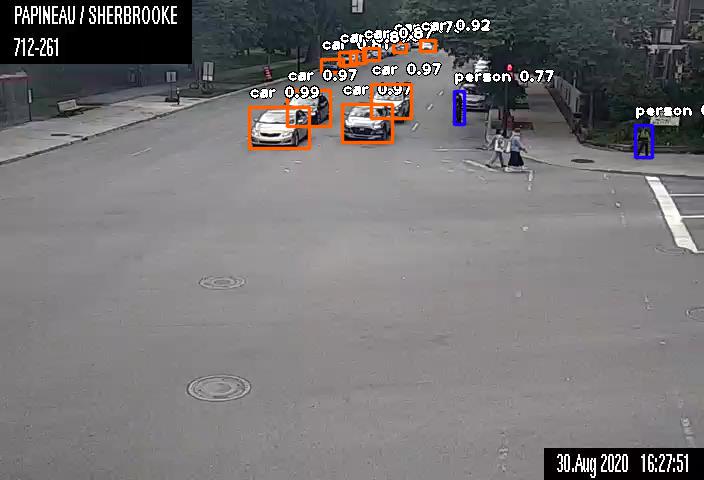 PAPINEAU / SHERBROOKE
712-261
car 0.92
car 0.97
car 0.97
person 0.77
car 0.99
car 0.97
person
30.Aug 2020 16:27:51